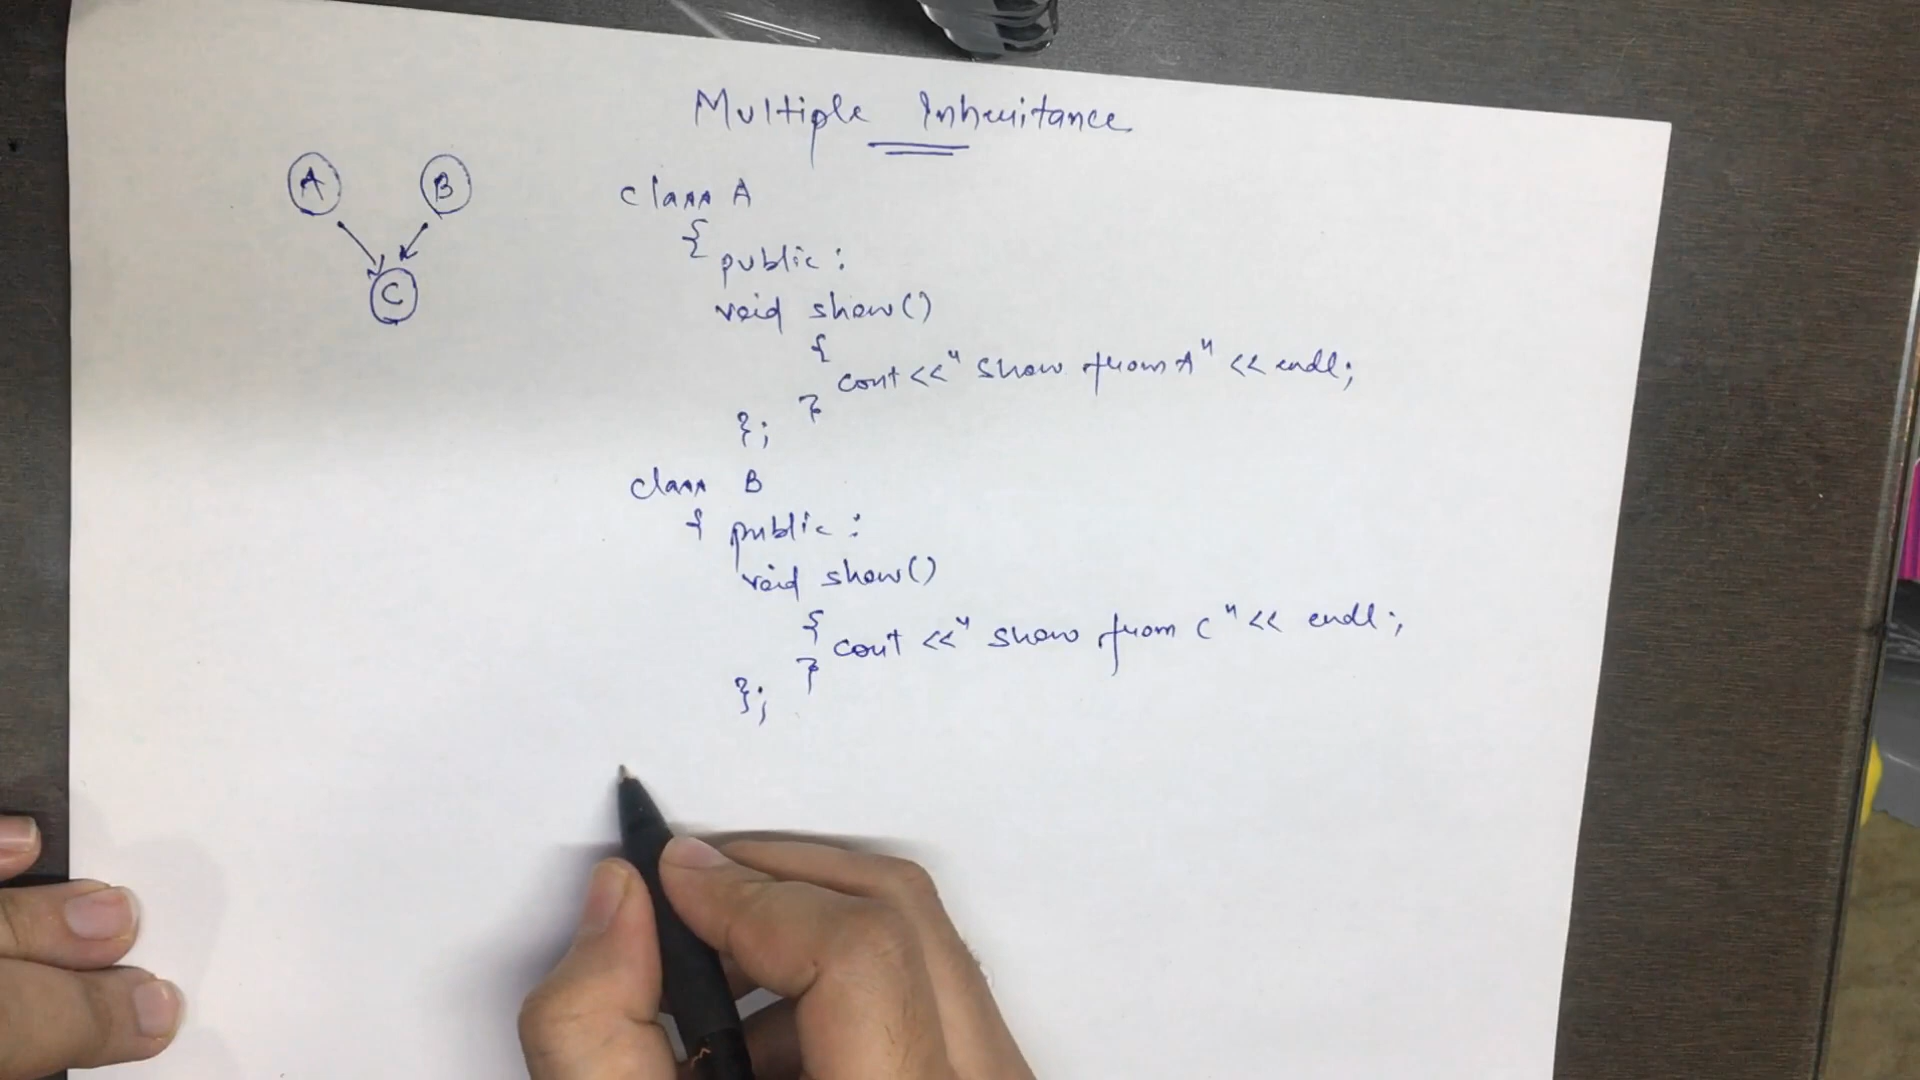 Multiple Inheritance
A B
C
class A
{ public :
void show()
{
cout << " Show from A " << endl;
}
};
class B
{ public :
void show()
{
cout << " show from C " << endl;
}
};